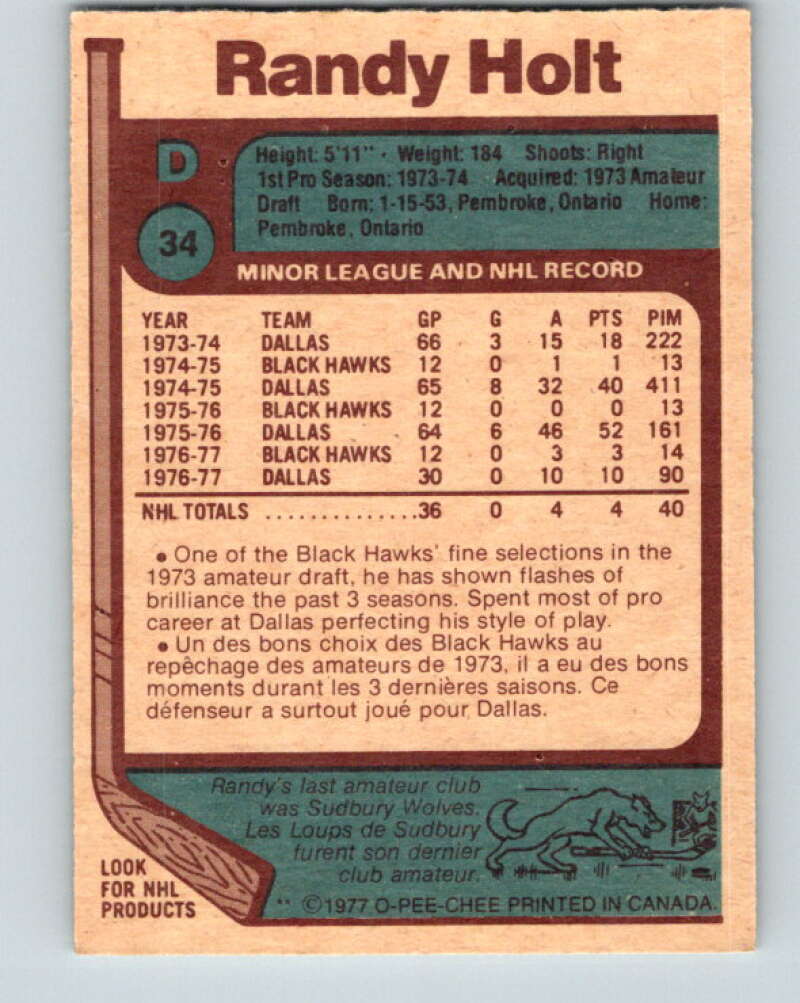 Randy Holt
D
34
Height: 5'11" · Weight: 184 Shoots: Right
1st Pro Season: 1973-74 Acquired: 1973 Amateur
Draft Born: 1-15-53, Pembroke, Ontario Home:
Pembroke, Ontario
MINOR LEAGUE AND NHL RECORD
YEAR TEAM GP G A PTS PIM
1973-74 DALLAS 66 3 15 18 222
1974-75 BLACK HAWKS 12 0 1 1 13
1974-75 DALLAS 65 8 32 40 411
1975-76 BLACK HAWKS 12 0 0 0 13
1975-76 DALLAS 64 6 46 52 161
1976-77 BLACK HAWKS 12 0 3 3 14
1976-77 DALLAS 30 0 10 10 90
NHL TOTALS ..............36 0 4 4 40
• One of the Black Hawks' fine selections in the
1973 amateur draft, he has shown flashes of
brilliance the past 3 seasons. Spent most of pro
career at Dallas perfecting his style of play.
• Un des bons choix des Black Hawks au
repêchage des amateurs de 1973, il a eu des bons
moments durant les 3 dernières saisons. Ce
défenseur a surtout joué pour Dallas.
Randy's last amateur club
was Sudbury Wolves.
Les Loups de Sudbury
furent son dernier
club amateur.
LOOK
FOR NHL
PRODUCTS
** ©1977 O-PEE-CHEE PRINTED IN CANADA.